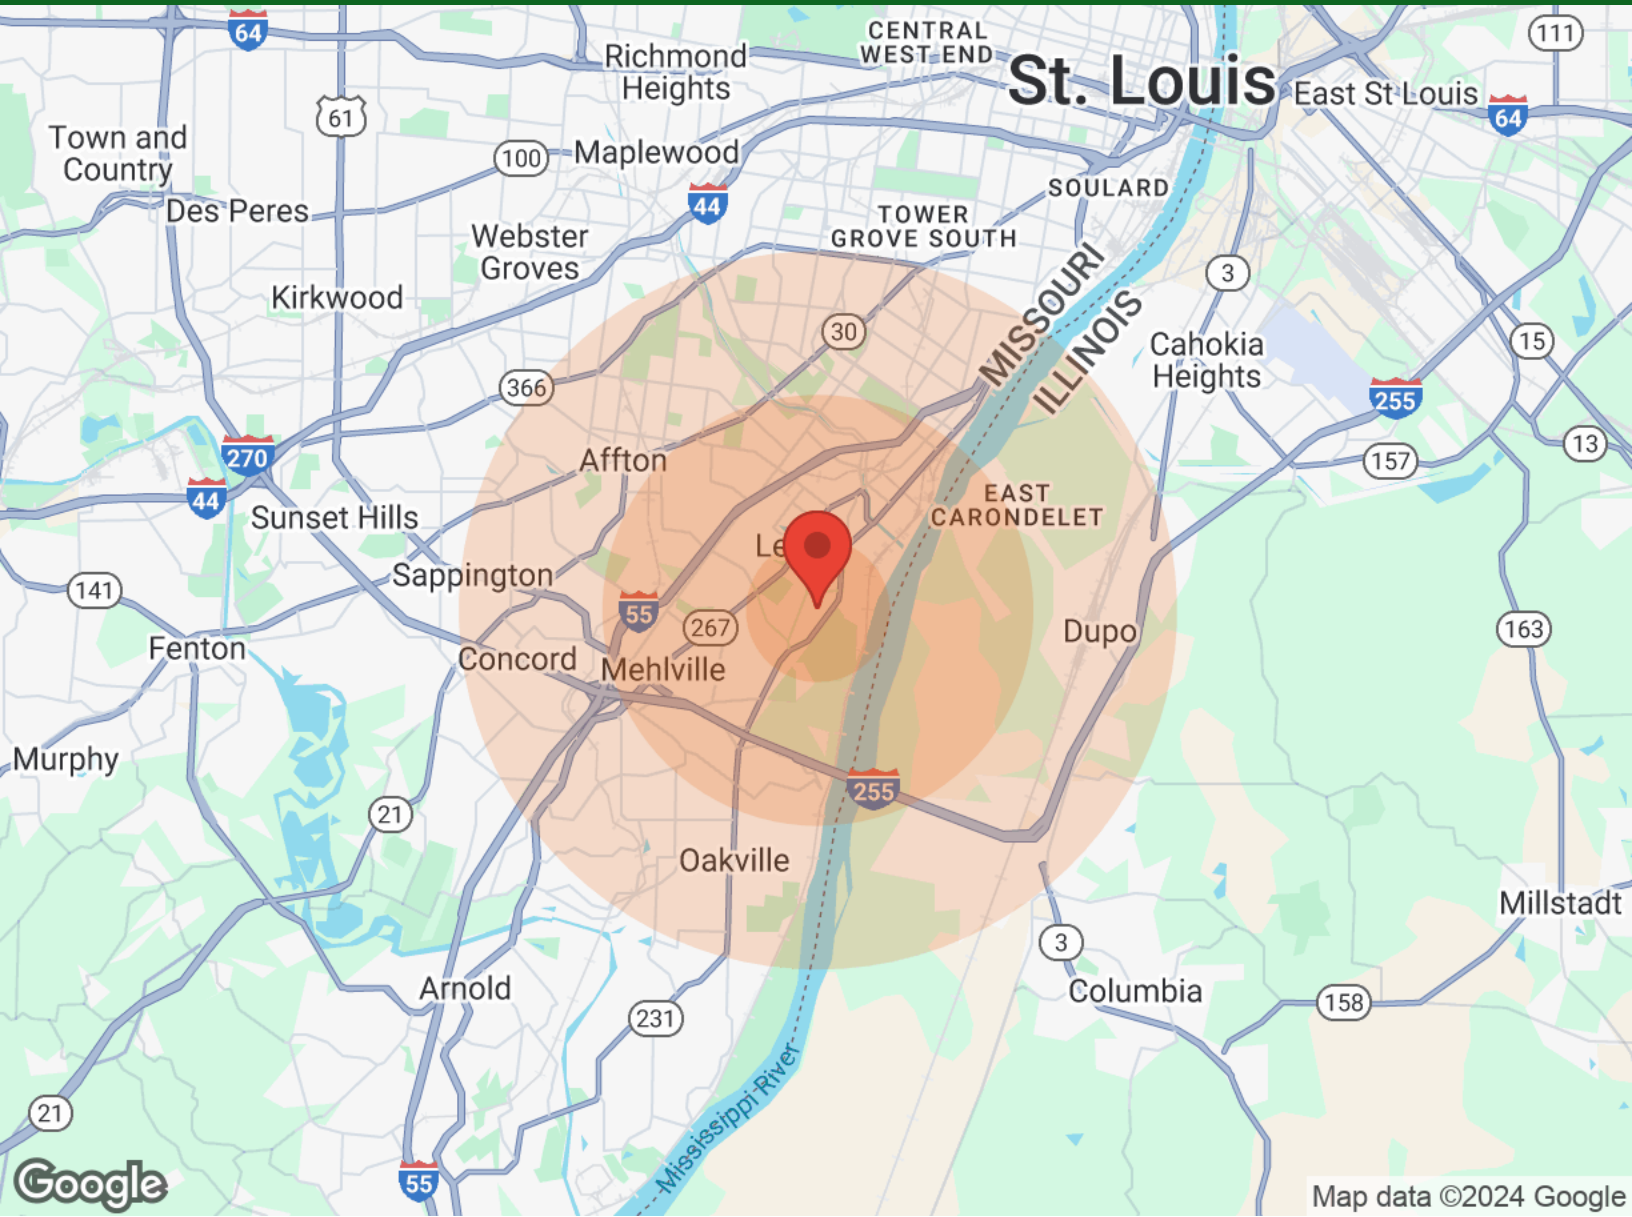 64
Richmond
Heights
CENTRAL
WEST END
St. Louis
East St Louis
111
64
61
Town and
Country
100
Maplewood
44
SOULARD
Des Peres
Webster
Groves
TOWER
GROVE SOUTH
Kirkwood
3
MISSOURI
ILLINOIS
30
Cahokia
Heights
15
366
255
270
44
Affton
157
13
Sunset Hills
EAST
CARONDELET
Sappington
141
55
267
Dupo
163
Fenton
Concord
Mehlville
Murphy
21
255
Oakville
Millstadt
3
Arnold
Columbia
158
231
Mississippi River
21
55
Google
Map data ©2024 Google